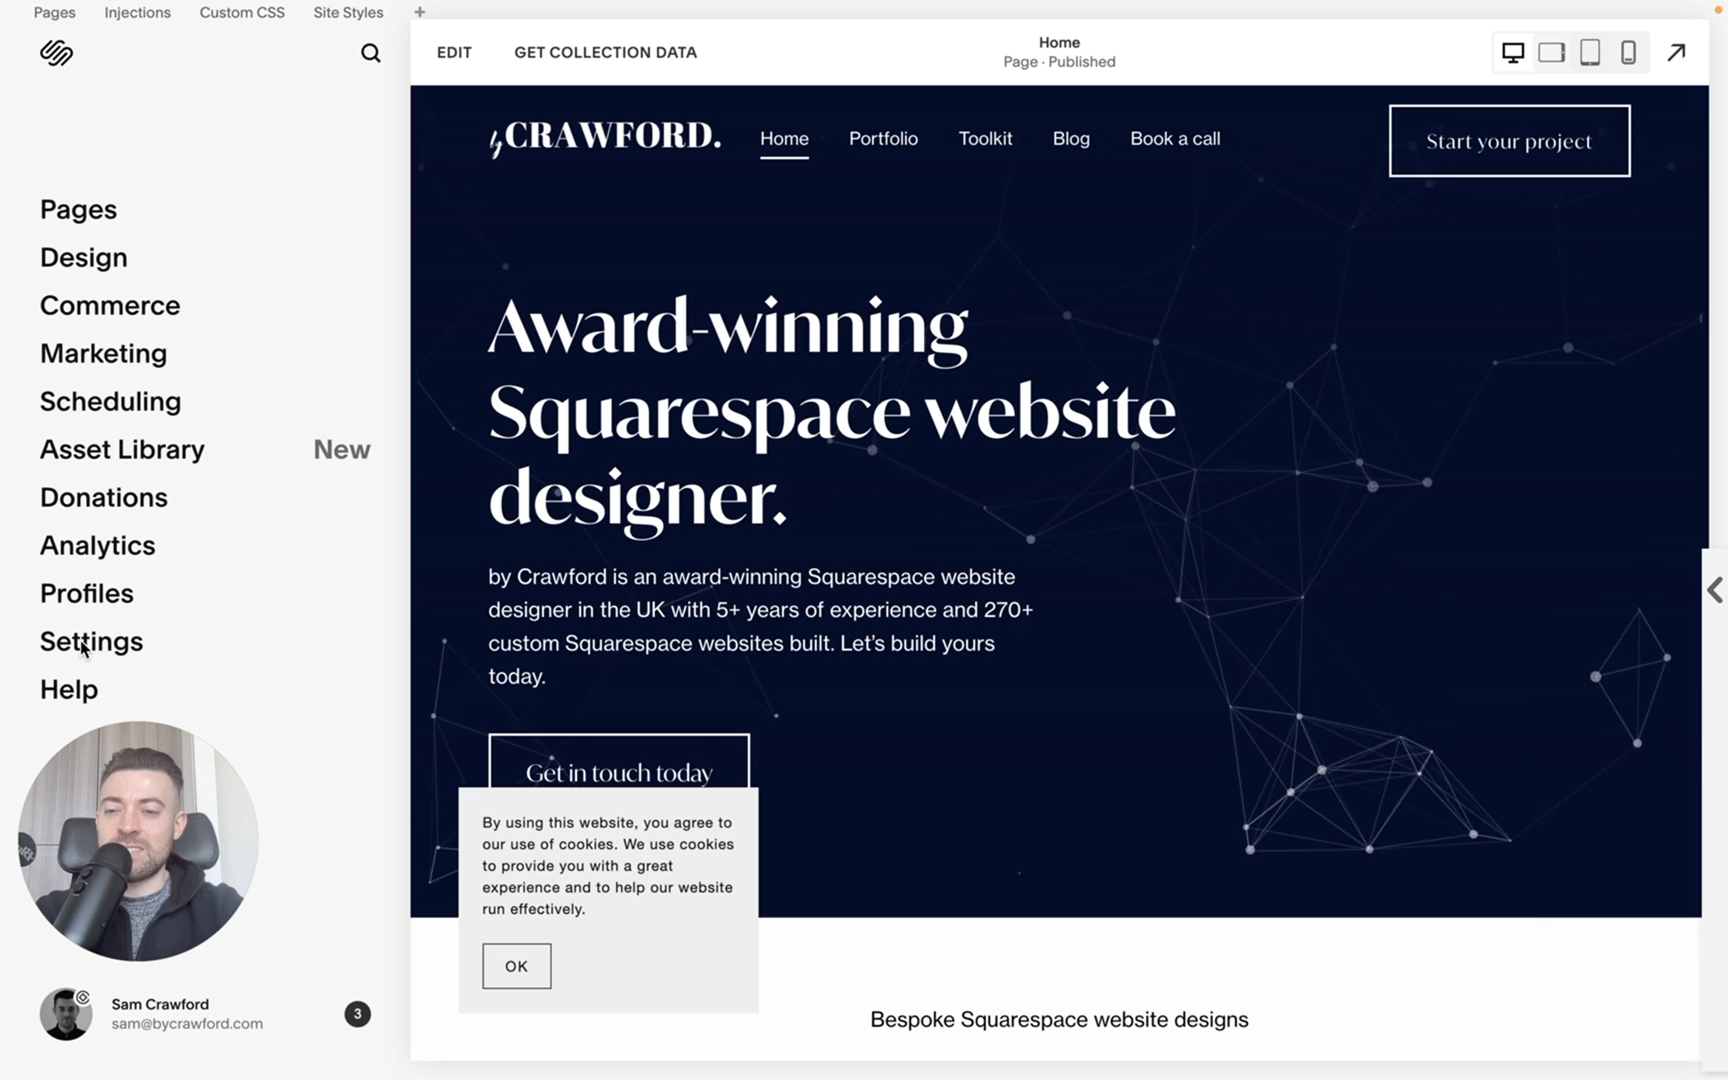 Pages Injections Custom CSS Site Styles +
EDIT GET COLLECTION DATA
Home
Page · Published
Pages
Design
Commerce
Marketing
Scheduling
Asset Library New
Donations
Analytics
Profiles
Settings
Help
Sam Crawford
sam@bycrawford.com
3
by CRAWFORD.
Home Portfolio Toolkit Blog Book a call
Start your project
Award-winning
Squarespace website
designer.
by Crawford is an award-winning Squarespace website
designer in the UK with 5+ years of experience and 270+
custom Squarespace websites built. Let’s build yours
today.
Get in touch today
By using this website, you agree to
our use of cookies. We use cookies
to provide you with a great
experience and to help our website
run effectively.
OK
Bespoke Squarespace website designs